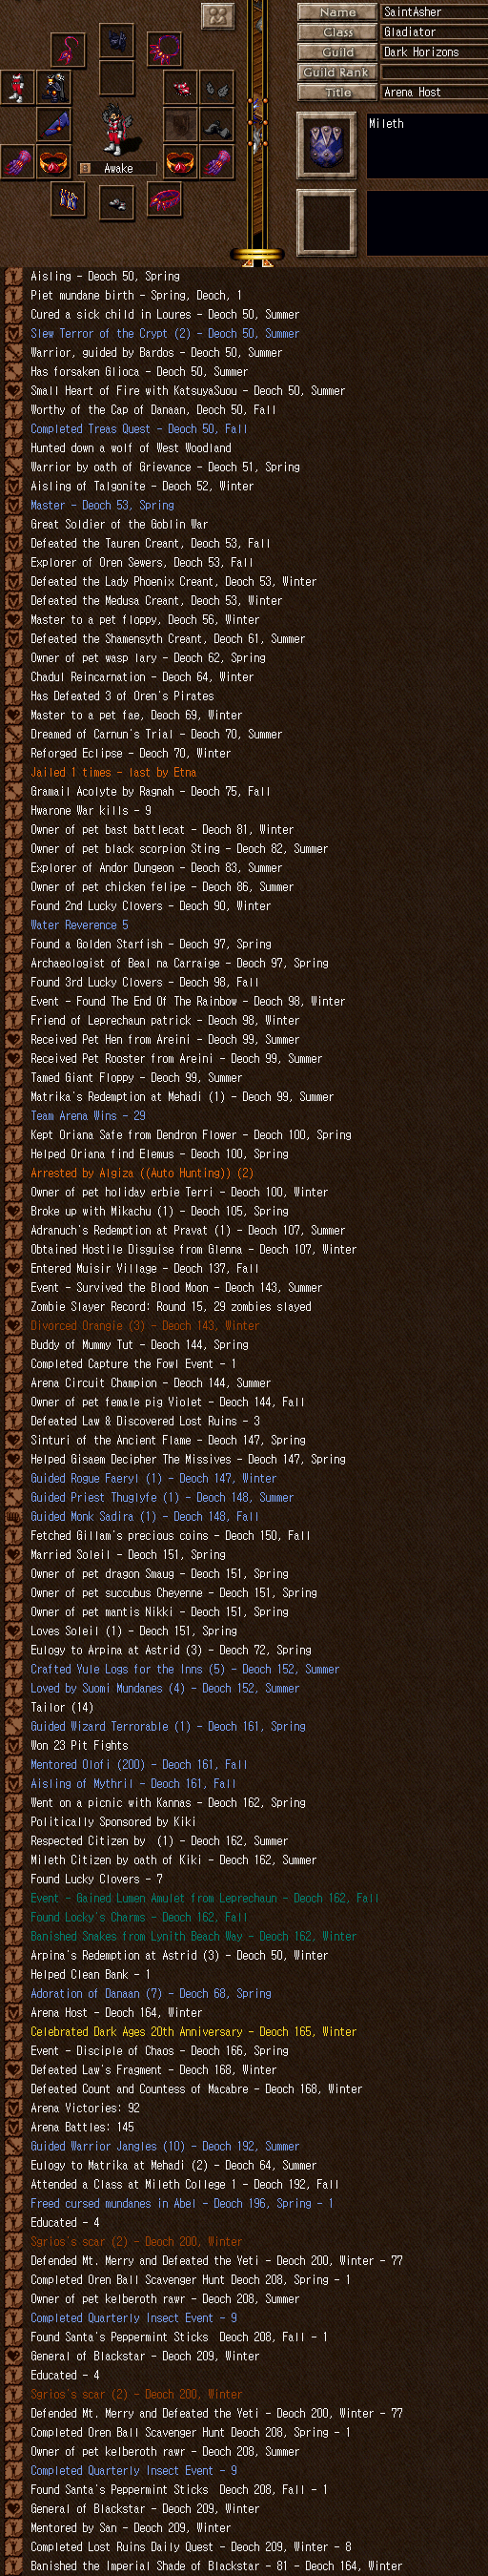 Name SaintAsher
Class Gladiator
Guild Dark Horizons
Guild Rank
Title Arena Host
Mileth
Awake
Aisling - Deoch 50, Spring
Piet mundane birth - Spring, Deoch, 1
Cured a sick child in Loures - Deoch 50, Summer
Slew Terror of the Crypt (2) - Deoch 50, Summer
Warrior, guided by Bardos - Deoch 50, Summer
Has forsaken Glioca - Deoch 50, Summer
Small Heart of Fire with KatsuyaSuou - Deoch 50, Summer
Worthy of the Cap of Danaan, Deoch 50, Fall
Completed Treas Quest - Deoch 50, Fall
Hunted down a wolf of West Woodland
Warrior by oath of Grievance - Deoch 51, Spring
Aisling of Talgonite - Deoch 52, Winter
Master - Deoch 53, Spring
Great Soldier of the Goblin War
Defeated the Tauren Creant, Deoch 53, Fall
Explorer of Oren Sewers, Deoch 53, Fall
Defeated the Lady Phoenix Creant, Deoch 53, Winter
Defeated the Medusa Creant, Deoch 53, Winter
Master to a pet floppy, Deoch 56, Winter
Defeated the Shamensyth Creant, Deoch 61, Summer
Owner of pet wasp lary - Deoch 62, Spring
Chadul Reincarnation - Deoch 64, Winter
Has Defeated 3 of Oren's Pirates
Master to a pet fae, Deoch 69, Winter
Dreamed of Carnun's Trial - Deoch 70, Summer
Reforged Eclipse - Deoch 70, Winter
Jailed 1 times - last by Etna
Gramail Acolyte by Ragnah - Deoch 75, Fall
Hwarone War kills - 9
Owner of pet bast battlecat - Deoch 81, Winter
Owner of pet black scorpion Sting - Deoch 82, Summer
Explorer of Andor Dungeon - Deoch 83, Summer
Owner of pet chicken felipe - Deoch 86, Summer
Found 2nd Lucky Clovers - Deoch 90, Winter
Water Reverence 5
Found a Golden Starfish - Deoch 97, Spring
Archaeologist of Beal na Carraige - Deoch 97, Spring
Found 3rd Lucky Clovers - Deoch 98, Fall
Event - Found The End Of The Rainbow - Deoch 98, Winter
Friend of Leprechaun patrick - Deoch 98, Winter
Received Pet Hen from Areini - Deoch 99, Summer
Received Pet Rooster from Areini - Deoch 99, Summer
Tamed Giant Floppy - Deoch 99, Summer
Matrika's Redemption at Mehadi (1) - Deoch 99, Summer
Team Arena Wins - 29
Kept Oriana Safe from Dendron Flower - Deoch 100, Spring
Helped Oriana find Elemus - Deoch 100, Spring
Arrested by Algiza ((Auto Hunting)) (2)
Owner of pet holiday erbie Terri - Deoch 100, Winter
Broke up with Mikachu (1) - Deoch 105, Spring
Adranuch's Redemption at Pravat (1) - Deoch 107, Summer
Obtained Hostile Disguise from Glenna - Deoch 107, Winter
Entered Muisir Village - Deoch 137, Fall
Event - Survived the Blood Moon - Deoch 143, Summer
Zombie Slayer Record: Round 15, 29 zombies slayed
Divorced Orangie (3) - Deoch 143, Winter
Buddy of Mummy Tut - Deoch 144, Spring
Completed Capture the Fowl Event - 1
Arena Circuit Champion - Deoch 144, Summer
Owner of pet female pig Violet - Deoch 144, Fall
Defeated Law & Discovered Lost Ruins - 3
Sinturi of the Ancient Flame - Deoch 147, Spring
Helped Gisaem Decipher The Missives - Deoch 147, Spring
Guided Rogue Faeryl (1) - Deoch 147, Winter
Guided Priest Thuglyfe (1) - Deoch 148, Summer
Guided Monk Sadira (1) - Deoch 148, Fall
Fetched Gillam's precious coins - Deoch 150, Fall
Married Soleil - Deoch 151, Spring
Owner of pet dragon Smaug - Deoch 151, Spring
Owner of pet succubus Cheyenne - Deoch 151, Spring
Owner of pet mantis Nikki - Deoch 151, Spring
Loves Soleil (1) - Deoch 151, Spring
Eulogy to Arpina at Astrid (3) - Deoch 72, Spring
Crafted Yule Logs for the Inns (5) - Deoch 152, Summer
Loved by Suomi Mundanes (4) - Deoch 152, Summer
Tailor (14)
Guided Wizard Terrorable (1) - Deoch 161, Spring
Won 23 Pit Fights
Mentored Olofi (200) - Deoch 161, Fall
Aisling of Mythril - Deoch 161, Fall
Went on a picnic with Kannas - Deoch 162, Spring
Politically Sponsored by Kiki
Respected Citizen by  (1) - Deoch 162, Summer
Mileth Citizen by oath of Kiki - Deoch 162, Summer
Found Lucky Clovers - 7
Event - Gained Lumen Amulet from Leprechaun - Deoch 162, Fall
Found Locky's Charms - Deoch 162, Fall
Banished Snakes from Lynith Beach Way - Deoch 162, Winter
Arpina's Redemption at Astrid (3) - Deoch 50, Winter
Helped Clean Bank - 1
Adoration of Danaan (7) - Deoch 68, Spring
Arena Host - Deoch 164, Winter
Celebrated Dark Ages 20th Anniversary - Deoch 165, Winter
Event - Disciple of Chaos - Deoch 166, Spring
Defeated Law's Fragment - Deoch 168, Winter
Defeated Count and Countess of Macabre - Deoch 168, Winter
Arena Victories: 92
Arena Battles: 145
Guided Warrior Jangles (10) - Deoch 192, Summer
Eulogy to Matrika at Mehadi (2) - Deoch 64, Summer
Attended a Class at Mileth College 1 - Deoch 192, Fall
Freed cursed mundanes in Abel - Deoch 196, Spring - 1
Educated - 4
Sgrios's scar (2) - Deoch 200, Winter
Defended Mt. Merry and Defeated the Yeti - Deoch 200, Winter - 77
Completed Oren Ball Scavenger Hunt Deoch 208, Spring - 1
Owner of pet kelberoth rawr - Deoch 208, Summer
Completed Quarterly Insect Event - 9
Found Santa's Peppermint Sticks  Deoch 208, Fall - 1
General of Blackstar - Deoch 209, Winter
Educated - 4
Sgrios's scar (2) - Deoch 200, Winter
Defended Mt. Merry and Defeated the Yeti - Deoch 200, Winter - 77
Completed Oren Ball Scavenger Hunt Deoch 208, Spring - 1
Owner of pet kelberoth rawr - Deoch 208, Summer
Completed Quarterly Insect Event - 9
Found Santa's Peppermint Sticks  Deoch 208, Fall - 1
General of Blackstar - Deoch 209, Winter
Mentored by San - Deoch 209, Winter
Completed Lost Ruins Daily Quest - Deoch 209, Winter - 8
Banished the Imperial Shade of Blackstar - 81 - Deoch 164, Winter